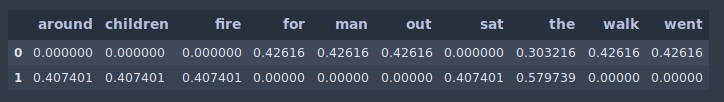 around children fire for man out sat the walk went
0 0.000000 0.000000 0.000000 0.42616 0.42616 0.42616 0.000000 0.303216 0.42616 0.42616
1 0.407401 0.407401 0.407401 0.00000 0.00000 0.00000 0.407401 0.579739 0.00000 0.00000